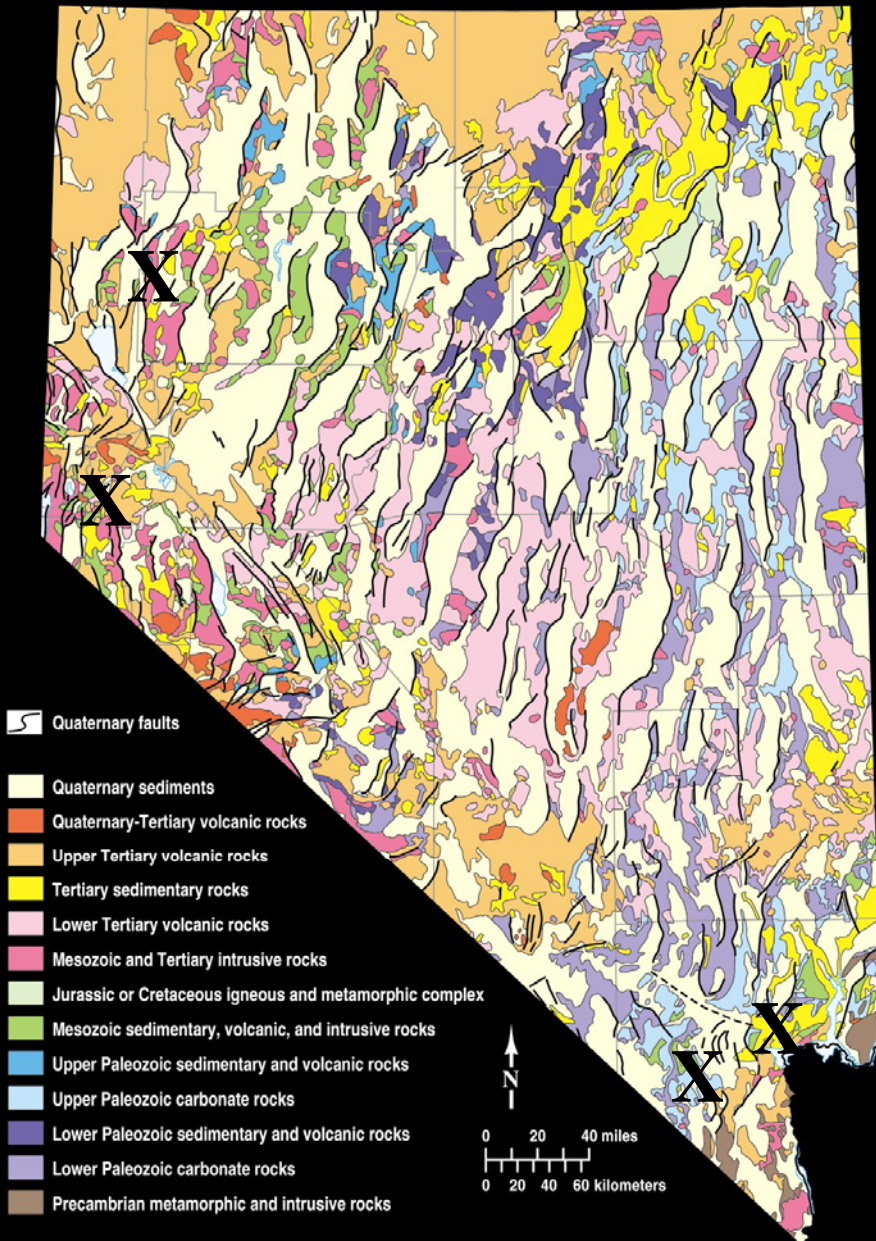 X
X
Quaternary faults
Quaternary sediments
Quaternary-Tertiary volcanic rocks
Upper Tertiary volcanic rocks
Tertiary sedimentary rocks
Lower Tertiary volcanic rocks
Mesozoic and Tertiary intrusive rocks
Jurassic or Cretaceous igneous and metamorphic complex
Mesozoic sedimentary, volcanic, and intrusive rocks
Upper Paleozoic sedimentary and volcanic rocks
Upper Paleozoic carbonate rocks
Lower Paleozoic sedimentary and volcanic rocks
Lower Paleozoic carbonate rocks
Precambrian metamorphic and intrusive rocks
N
0 20 40 miles
0 20 40 60 kilometers
X
X